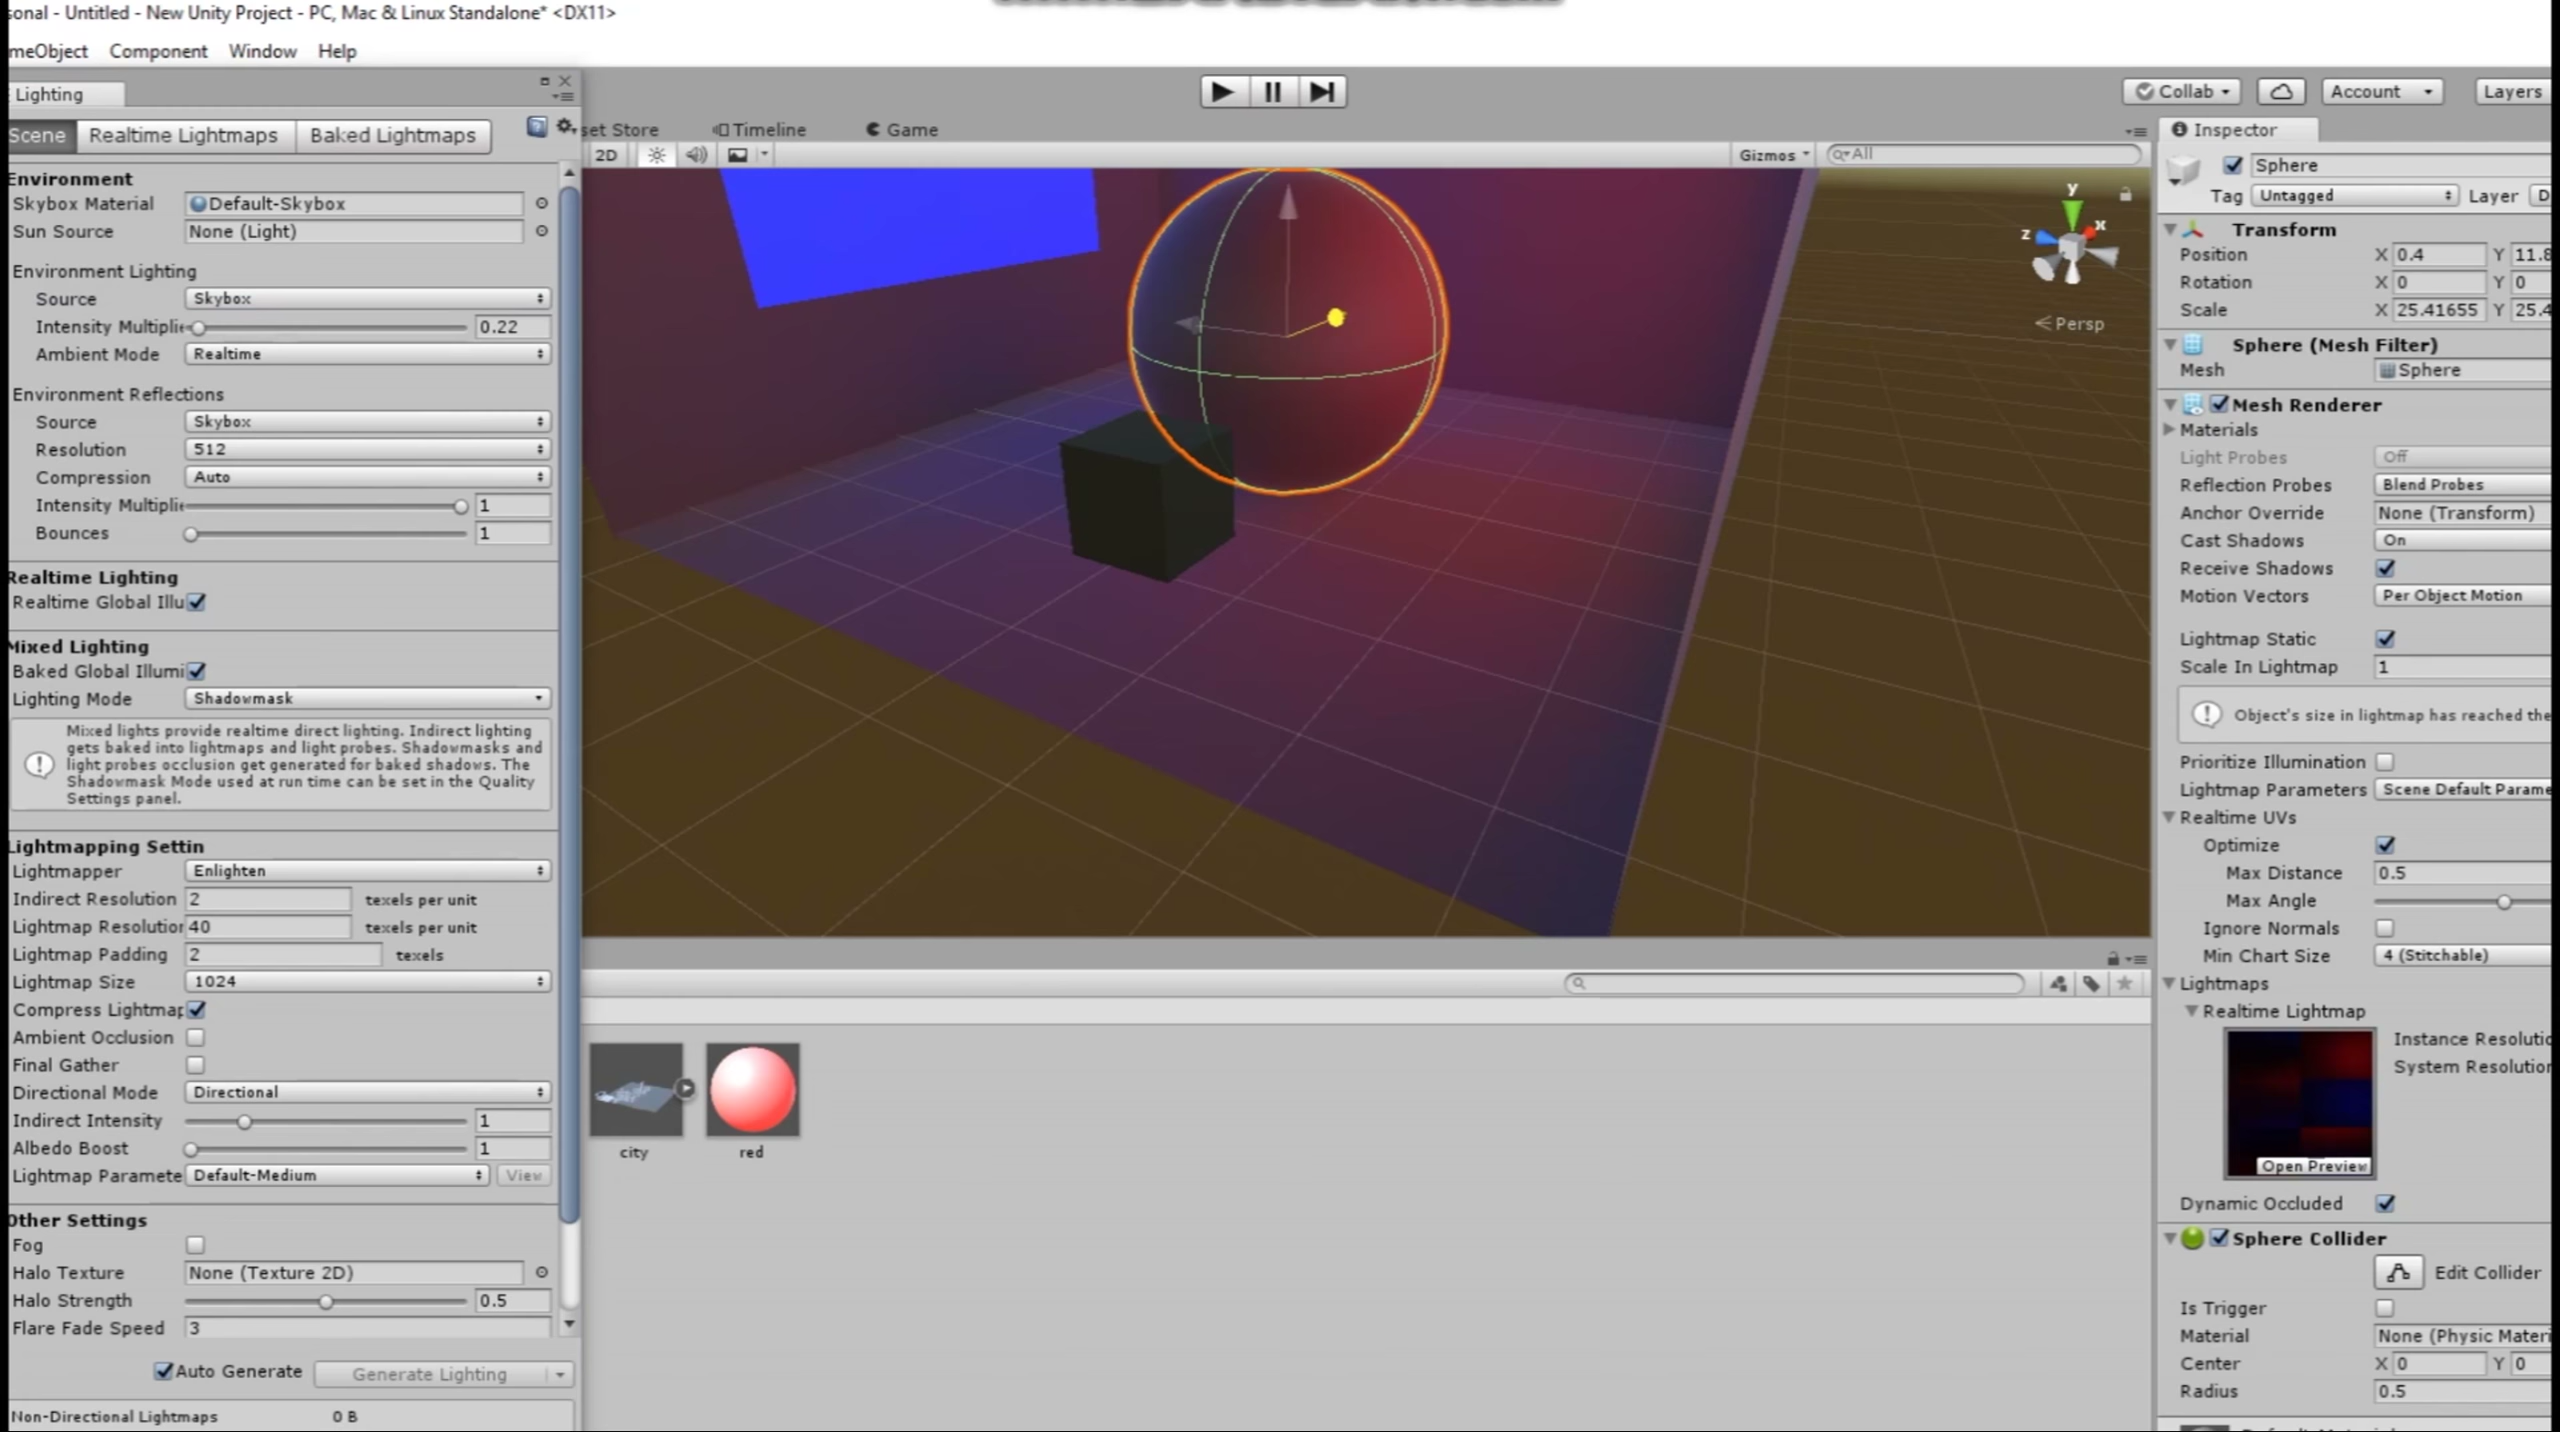 sonal - Untitled - New Unity Project - PC, Mac & Linux Standalone* <DX11>
meObject Component Window Help
Lighting
Scene Realtime Lightmaps Baked Lightmaps
Environment
Skybox Material Default-Skybox
Sun Source None (Light)
Environment Lighting
Source Skybox
Intensity Multiplie 0.22
Ambient Mode Realtime
Environment Reflections
Source Skybox
Resolution 512
Compression Auto
Intensity Multiplie 1
Bounces 1
Realtime Lighting
Realtime Global Illu
Mixed Lighting
Baked Global Illumi
Lighting Mode Shadowmask
Mixed lights provide realtime direct lighting. Indirect lighting
gets baked into lightmaps and light probes. Shadowmasks and
light probes occlusion get generated for baked shadows. The
Shadowmask Mode used at run time can be set in the Quality
Settings panel.
Lightmapping Settin
Lightmapper Enlighten
Indirect Resolution 2 texels per unit
Lightmap Resolution 40 texels per unit
Lightmap Padding 2 texels
Lightmap Size 1024
Compress Lightmap
Ambient Occlusion
Final Gather
Directional Mode Directional
Indirect Intensity 1
Albedo Boost 1
Lightmap Paramete Default-Medium View
Other Settings
Fog
Halo Texture None (Texture 2D)
Halo Strength 0.5
Flare Fade Speed 3
Auto Generate Generate Lighting
Non-Directional Lightmaps 0 B
set Store Timeline Game
2D Gizmos All
y
x
z
Persp
city red
Collab Account Layers
Inspector
Sphere
Tag Untagged Layer D
Transform
Position X 0.4 Y 11.8
Rotation X 0 Y 0
Scale X 25.41655 Y 25.4
Sphere (Mesh Filter)
Mesh Sphere
Mesh Renderer
Materials
Light Probes Off
Reflection Probes Blend Probes
Anchor Override None (Transform)
Cast Shadows On
Receive Shadows
Motion Vectors Per Object Motion
Lightmap Static
Scale In Lightmap 1
Object's size in lightmap has reached the
Prioritize Illumination
Lightmap Parameters Scene Default Parame
Realtime UVs
Optimize
Max Distance 0.5
Max Angle
Ignore Normals
Min Chart Size 4 (Stitchable)
Lightmaps
Realtime Lightmap
Instance Resolutio
System Resolution
Open Preview
Dynamic Occluded
Sphere Collider
Edit Collider
Is Trigger
Material None (Physic Materi
Center X 0 Y 0
Radius 0.5